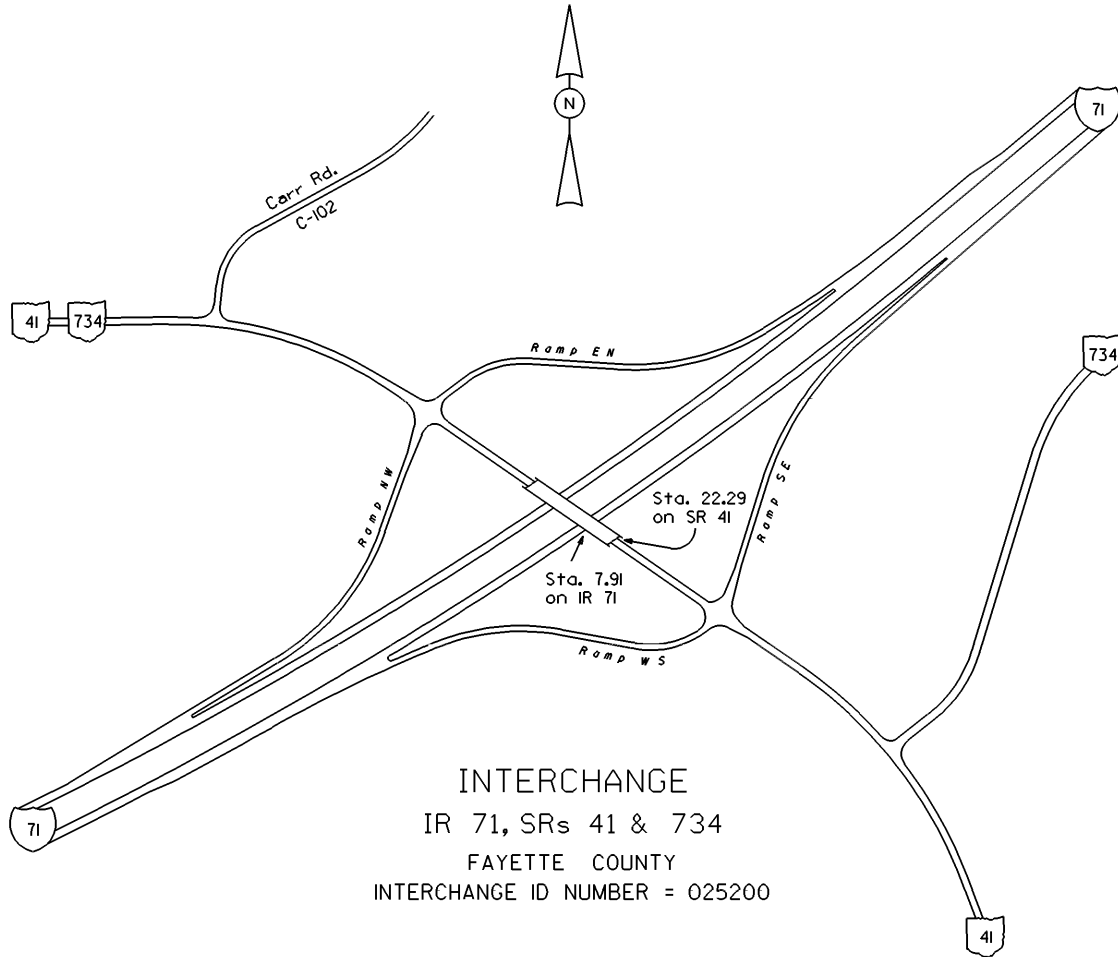 N
71
Carr Rd.
C-102
41
734
Ramp EN
734
Ramp NW
Ramp SE
Sta. 22.29
on SR 41
Sta. 7.91
on IR 71
Ramp WS
71
INTERCHANGE
IR 71, SRs 41 & 734
FAYETTE COUNTY
INTERCHANGE ID NUMBER = 025200
41